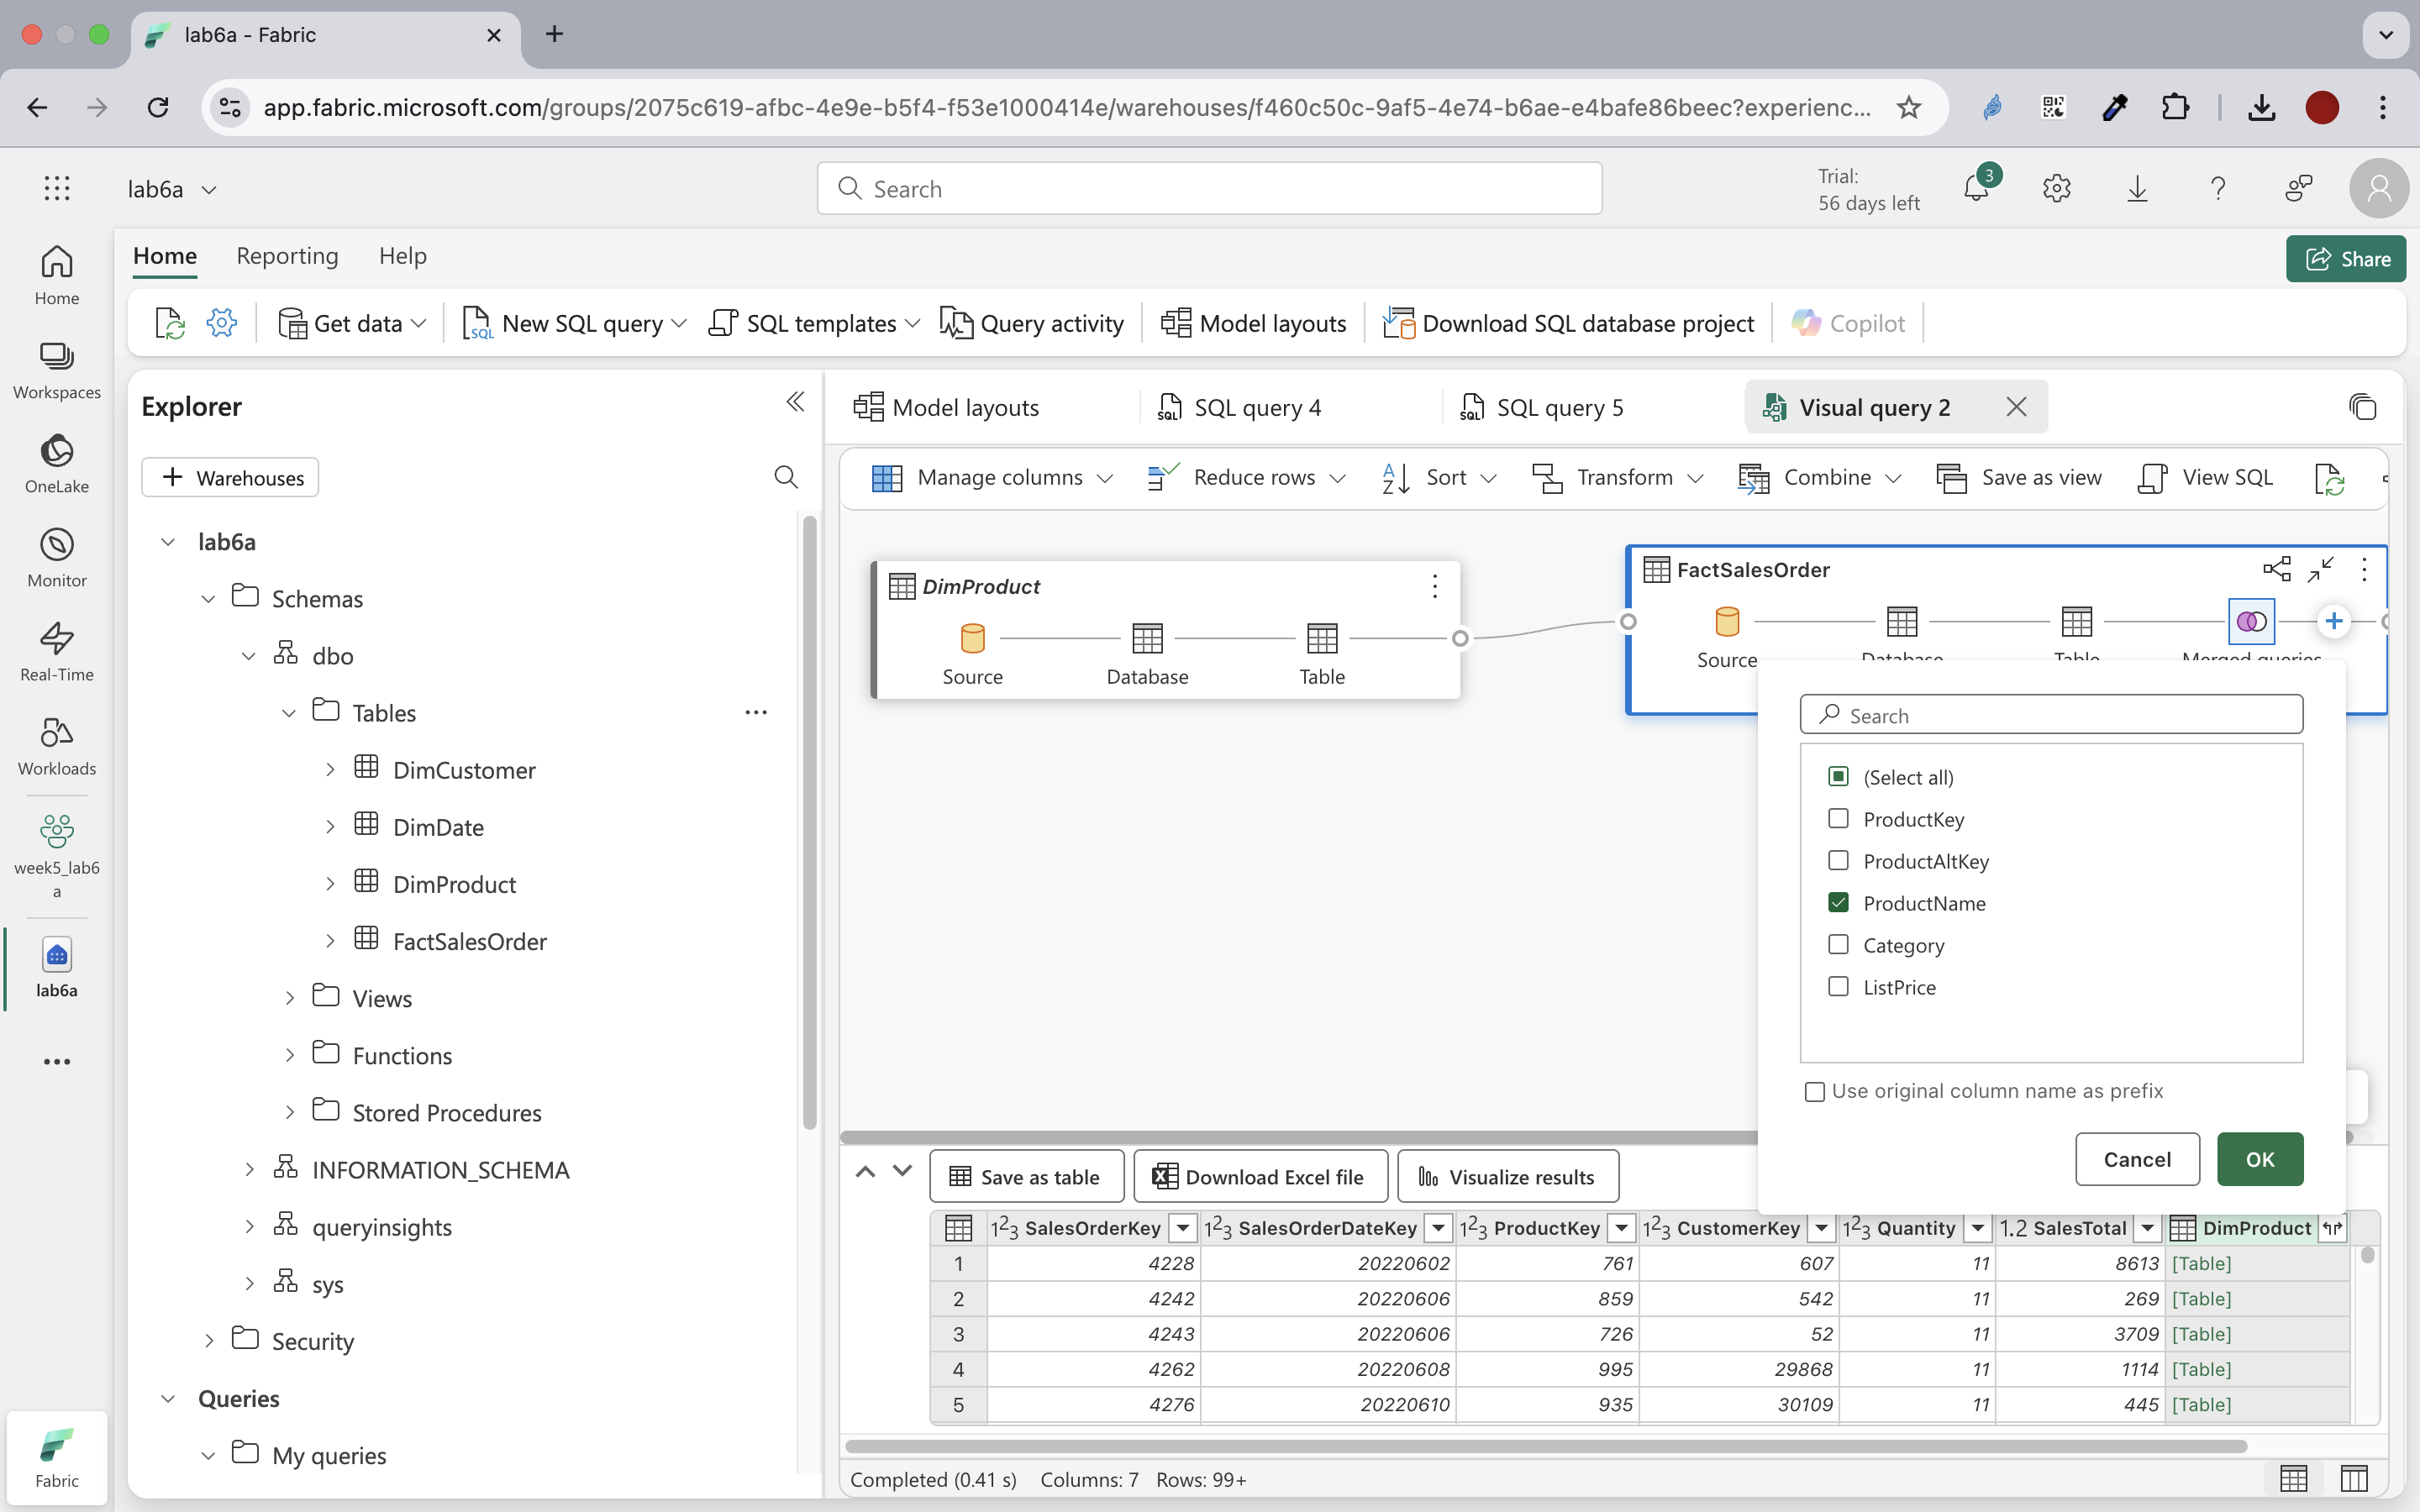 lab6a - Fabric
app.fabric.microsoft.com/groups/2075c619-afbc-4e9e-b5f4-f53e1000414e/warehouses/f460c50c-9af5-4e74-b6ae-e4bafe86beec?experienc...
lab6a
Search
Trial:
56 days left
3
Home Reporting Help
Share
Get data New SQL query SQL templates Query activity Model layouts Download SQL database project Copilot
Home
Workspaces
OneLake
Monitor
Real-Time
Workloads
week5_lab6
a
lab6a
Fabric
Explorer
Warehouses
lab6a
Schemas
dbo
Tables
DimCustomer
DimDate
DimProduct
FactSalesOrder
Views
Functions
Stored Procedures
INFORMATION_SCHEMA
queryinsights
sys
Security
Queries
My queries
Model layouts SQL query 4 SQL query 5 Visual query 2
Manage columns Reduce rows Sort Transform Combine Save as view View SQL
DimProduct
Source Database Table
FactSalesOrder
Source Database Table Merged queries
Search
(Select all)
ProductKey
ProductAltKey
ProductName
Category
ListPrice
Use original column name as prefix
Cancel OK
Save as table Download Excel file Visualize results
123 SalesOrderKey 123 SalesOrderDateKey 123 ProductKey 123 CustomerKey 123 Quantity 1.2 SalesTotal DimProduct
1 4228 20220602 761 607 11 8613 [Table]
2 4242 20220606 859 542 11 269 [Table]
3 4243 20220606 726 52 11 3709 [Table]
4 4262 20220608 995 29868 11 1114 [Table]
5 4276 20220610 935 30109 11 445 [Table]
Completed (0.41 s) Columns: 7 Rows: 99+